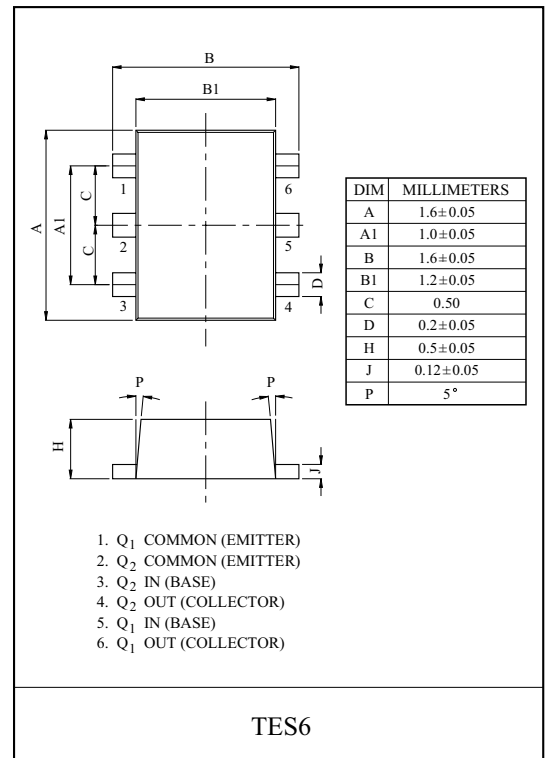 B
B1
A
A1
C
C
D
1
2
3
4
5
6
DIM MILLIMETERS
A 1.6±0.05
A1 1.0±0.05
B 1.6±0.05
B1 1.2±0.05
C 0.50
D 0.2±0.05
H 0.5±0.05
J 0.12±0.05
P 5°
P
P
H
J
1. Q1 COMMON (EMITTER)
2. Q2 COMMON (EMITTER)
3. Q2 IN (BASE)
4. Q2 OUT (COLLECTOR)
5. Q1 IN (BASE)
6. Q1 OUT (COLLECTOR)
TES6